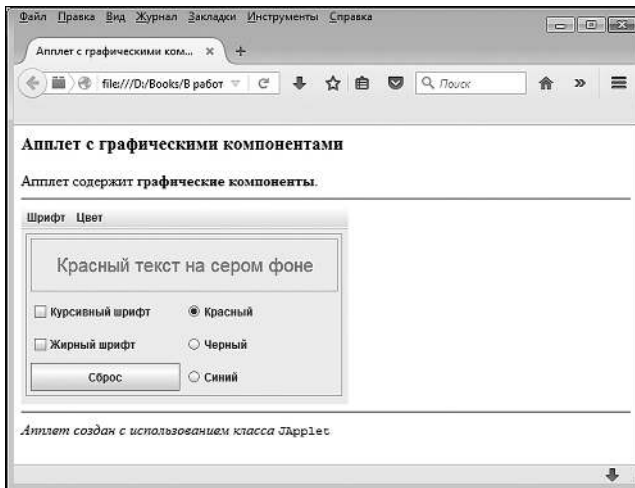 Файл Правка Вид Журнал Закладки Инструменты Справка
Апплет с графическими ком...
file:///D:/Books/В работ
Поиск
Апплет с графическими компонентами
Апплет содержит графические компоненты.
Шрифт Цвет
Красный текст на сером фоне
Курсивный шрифт Красный
Жирный шрифт Черный
Сброс Синий
Апплет создан с использованием класса JApplet